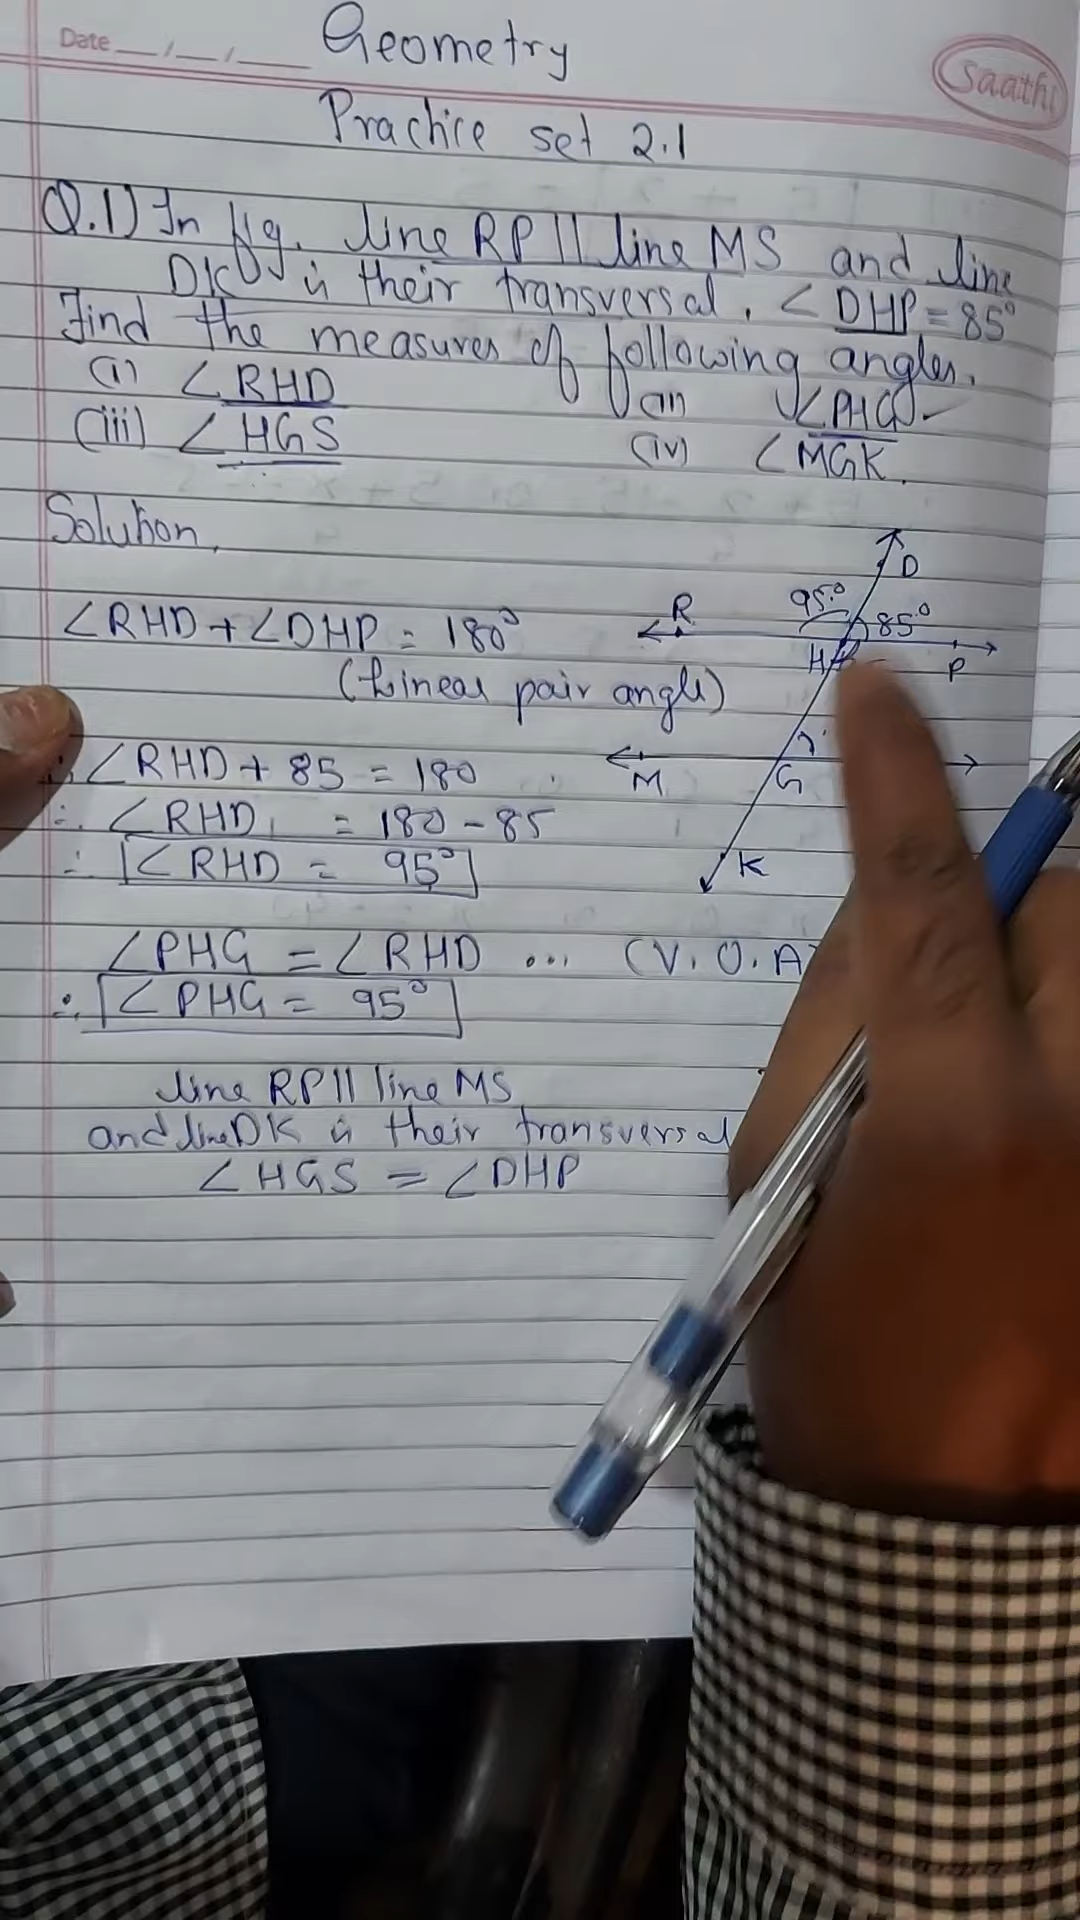 Date __/__/____
Saathi
Geometry
Practice set 2.1
Q.1) In fig. line RP || line MS and line
DK is their transversal. ∠DHP = 85°
Find the measures of following angles.
(i) ∠RHD (ii) ∠PHG
(iii) ∠HGS (iv) ∠MGK.
Solution,
D
95° 85°
R H P
M G
K
∠RHD + ∠DHP = 180°
(Linear pair angle)
∴ ∠RHD + 85 = 180
∴ ∠RHD = 180 - 85
∴ ∠RHD = 95°
∠PHG = ∠RHD ... (V.O.A
∴ ∠PHG = 95°
line RP || line MS
and line DK is their transversal
∠HGS = ∠DHP